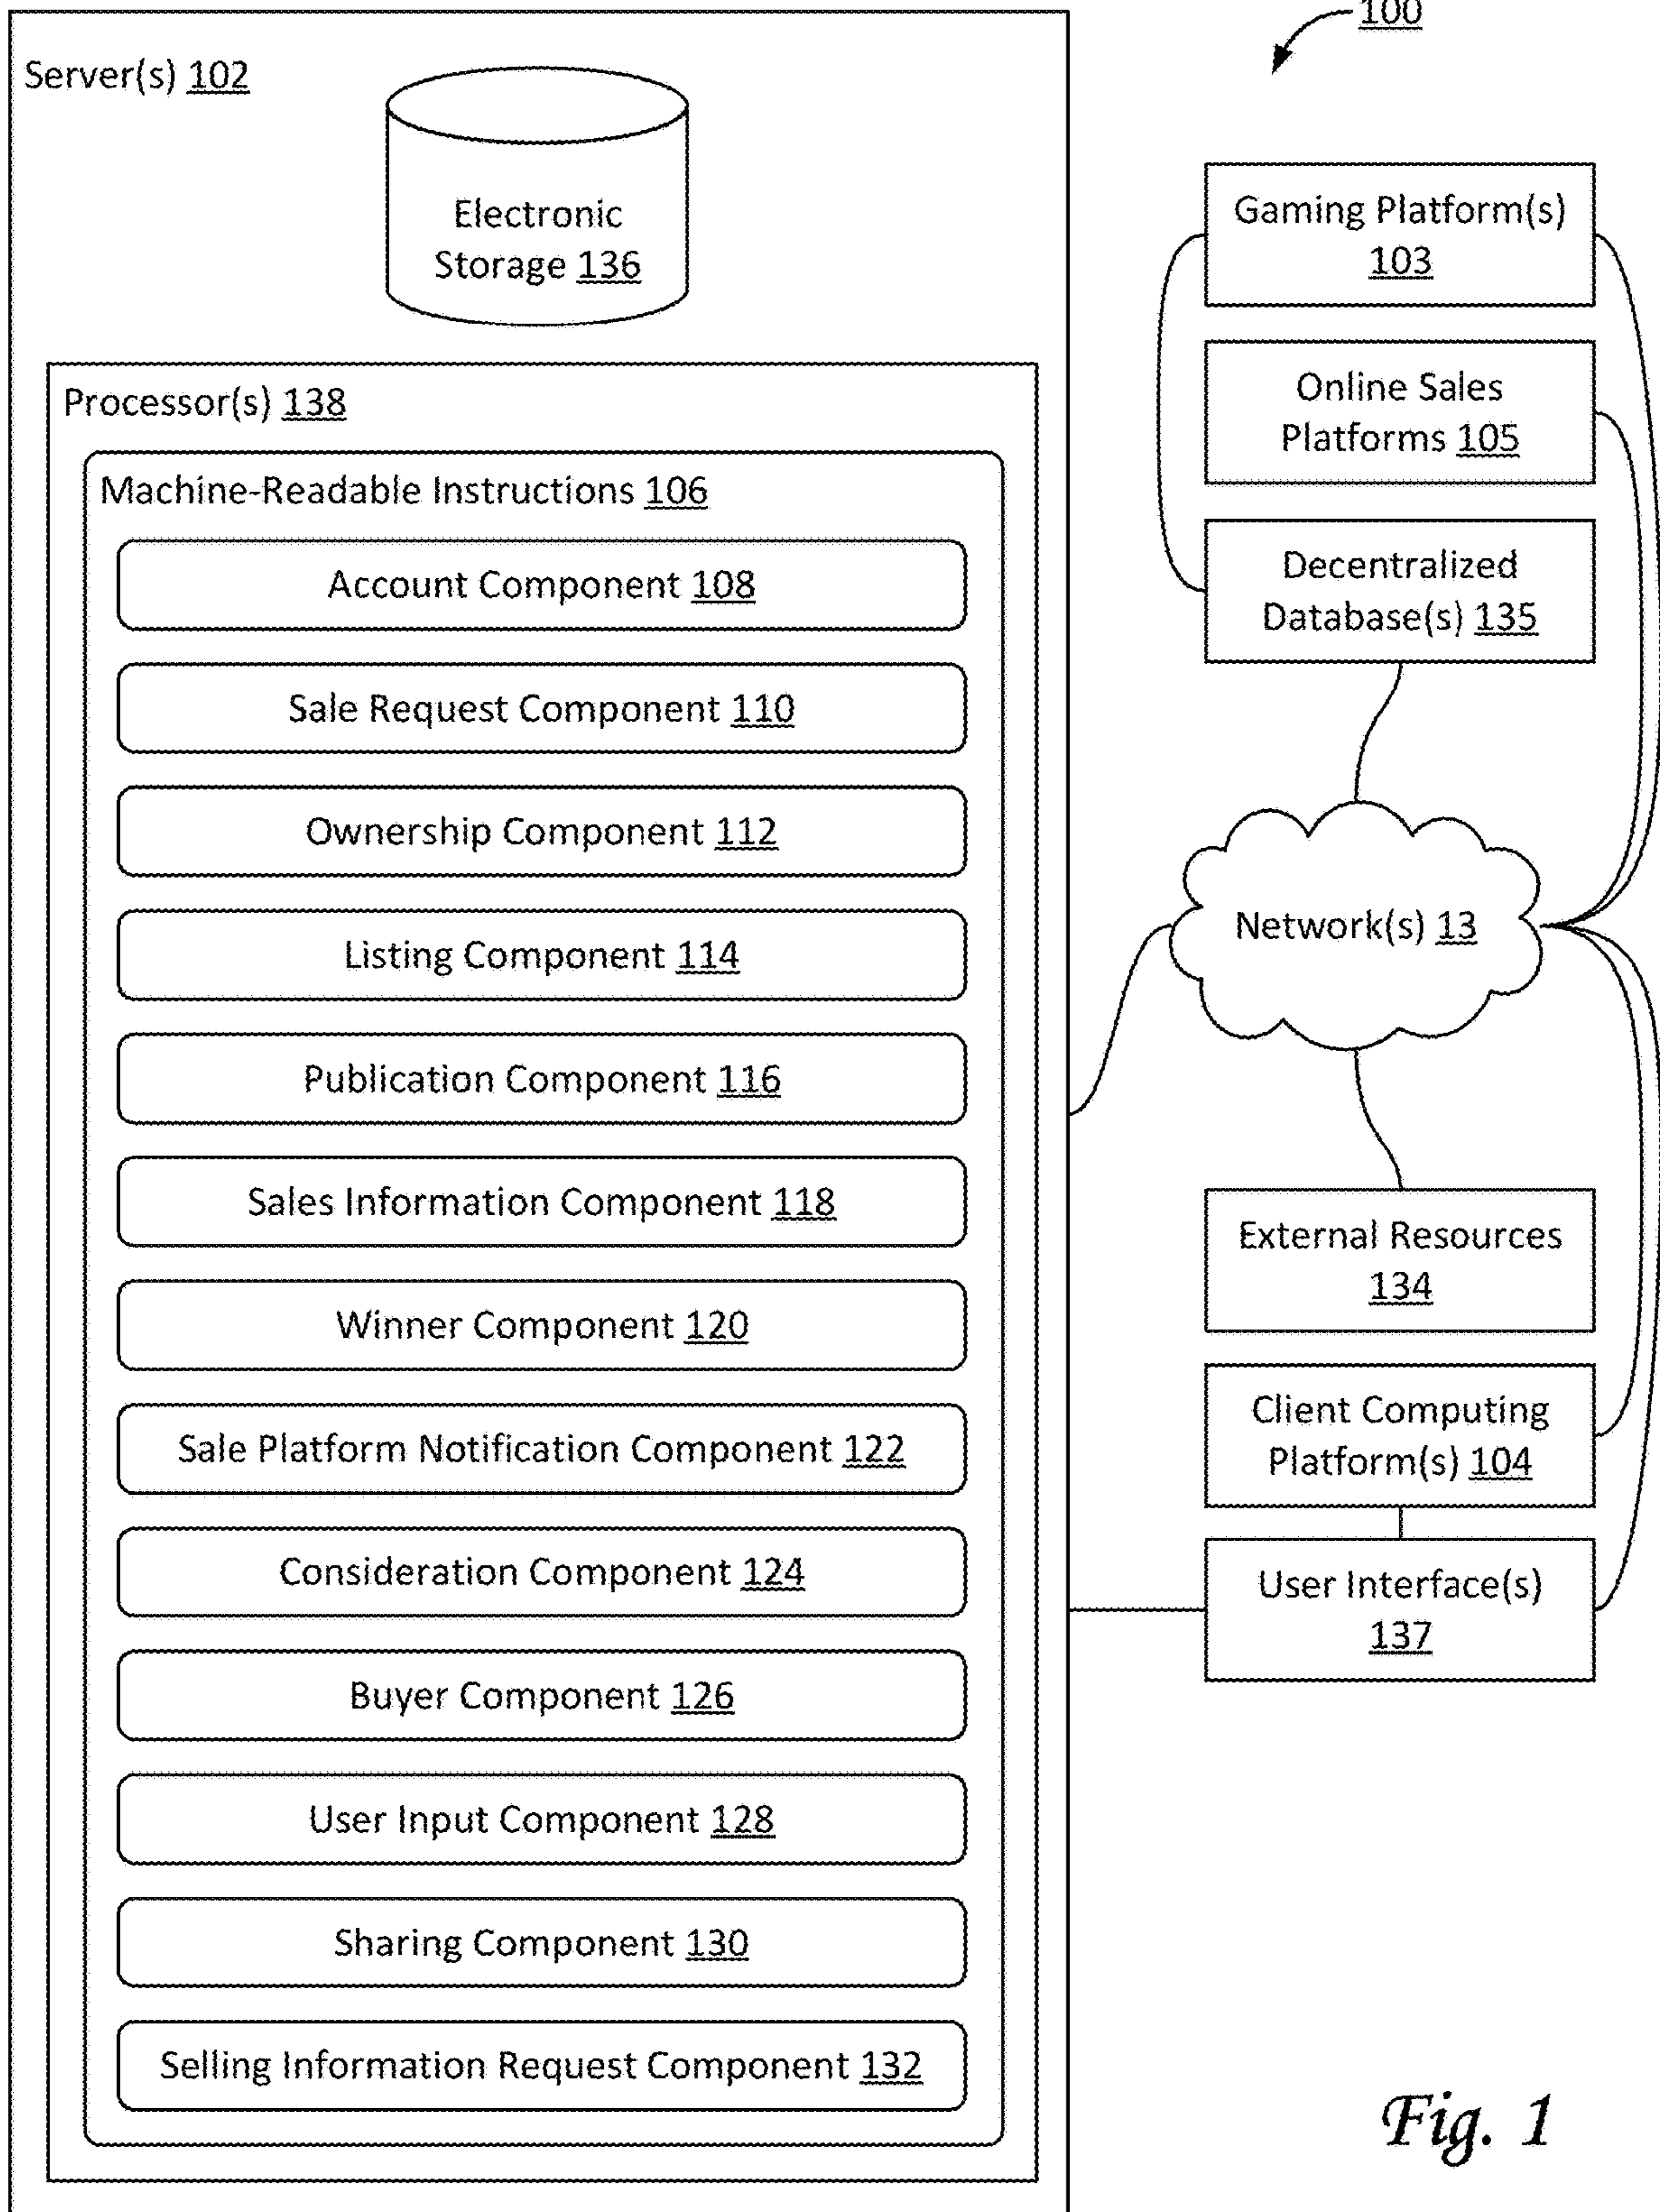 100
Server(s) 102
Electronic
Storage 136
Processor(s) 138
Machine-Readable Instructions 106
Account Component 108
Sale Request Component 110
Ownership Component 112
Listing Component 114
Publication Component 116
Sales Information Component 118
Winner Component 120
Sale Platform Notification Component 122
Consideration Component 124
Buyer Component 126
User Input Component 128
Sharing Component 130
Selling Information Request Component 132
Gaming Platform(s)
103
Online Sales
Platforms 105
Decentralized
Database(s) 135
Network(s) 13
External Resources
134
Client Computing
Platform(s) 104
User Interface(s)
137
Fig. 1